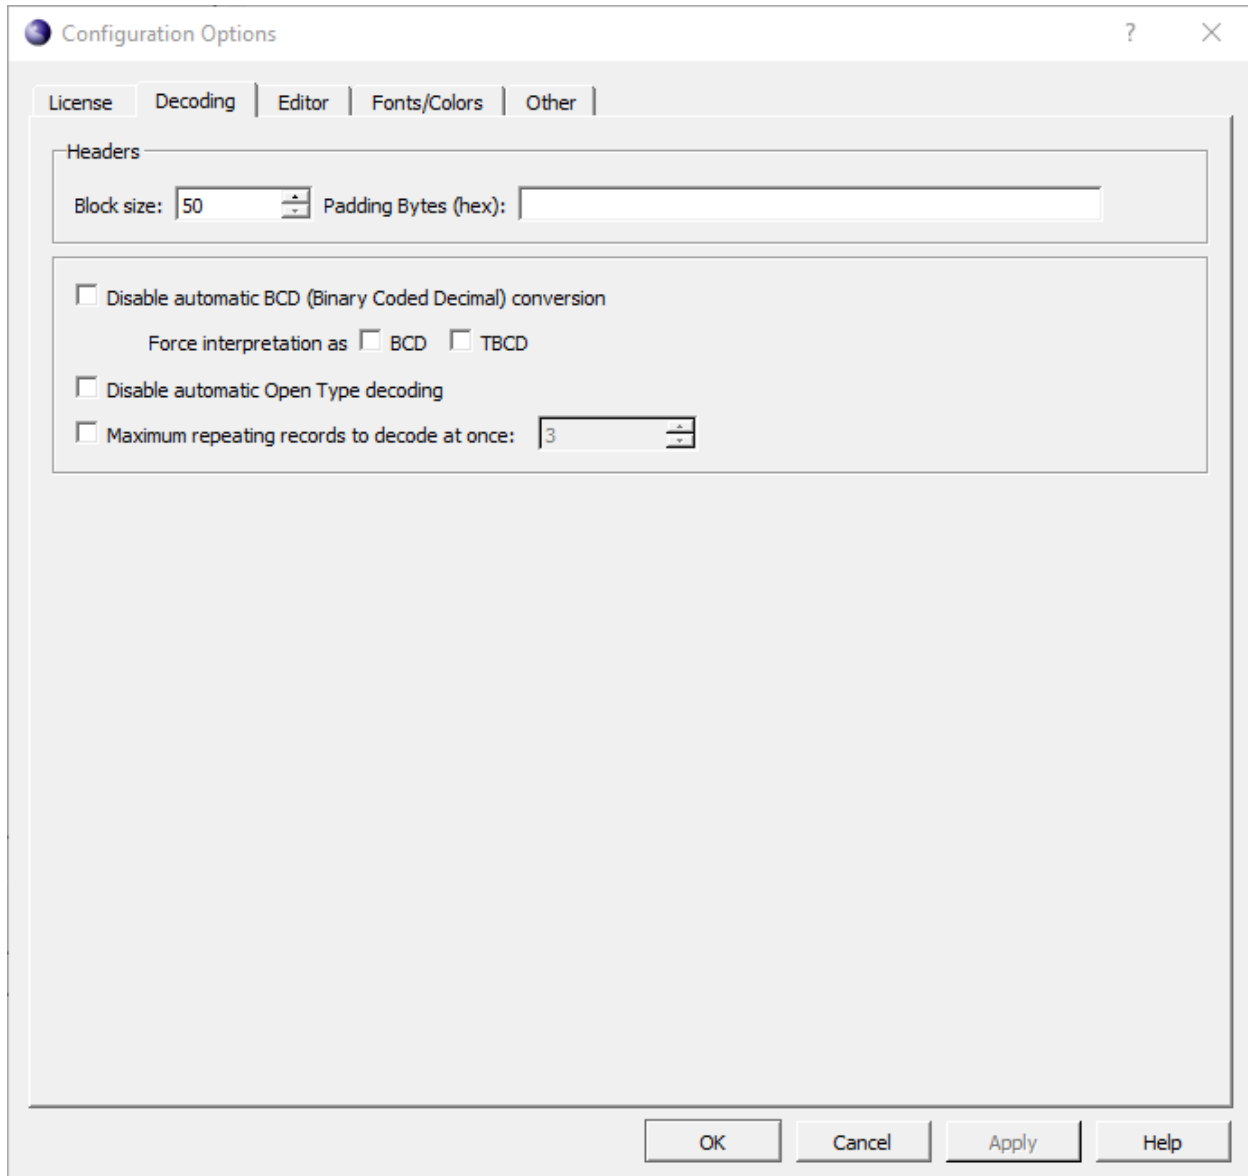 Configuration Options ?
License Decoding Editor Fonts/Colors Other
Headers
Block size: 50 Padding Bytes (hex):
Disable automatic BCD (Binary Coded Decimal) conversion
Force interpretation as BCD TBCD
Disable automatic Open Type decoding
Maximum repeating records to decode at once: 3
OK Cancel Apply Help